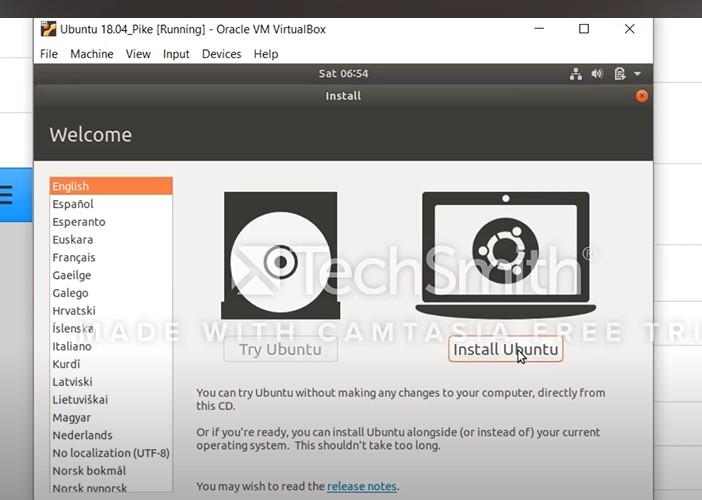 Ubuntu 18.04_Pike [Running] - Oracle VM VirtualBox
File Machine View Input Devices Help
Sat 06:54
Install
Welcome
English
Español
Esperanto
Euskara
Français
Gaeilge
Galego
Hrvatski
Íslenska
Italiano
Kurdî
Latviski
Lietuviškai
Magyar
Nederlands
No localization (UTF-8)
Norsk bokmål
Norsk nynorsk
TechSmith®
MADE WITH CAMTASIA FREE TRI
Try Ubuntu
Install Ubuntu
You can try Ubuntu without making any changes to your computer, directly from
this CD.
Or if you're ready, you can install Ubuntu alongside (or instead of) your current
operating system. This shouldn't take too long.
You may wish to read the release notes.